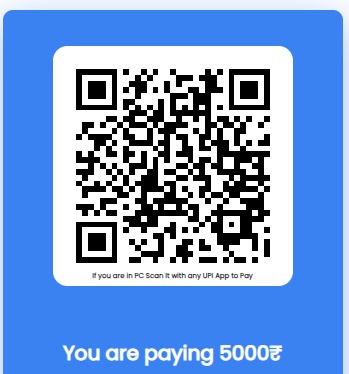 If you are in PC Scan It with any UPI App to Pay
You are paying 5000₹